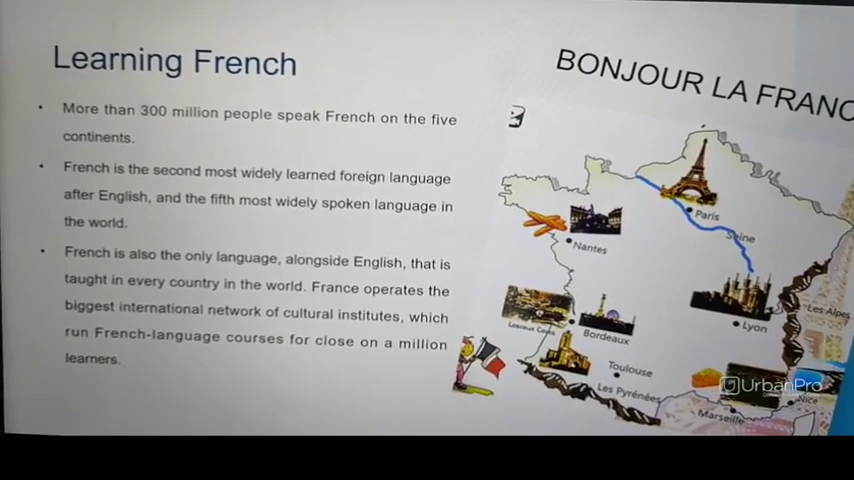 Learning French
• More than 300 million people speak French on the five
continents.
• French is the second most widely learned foreign language
after English, and the fifth most widely spoken language in
the world.
• French is also the only language, alongside English, that is
taught in every country in the world. France operates the
biggest international network of cultural institutes, which
run French-language courses for close on a million
learners.
BONJOUR LA FRANC
Paris
Seine
Nantes
Lyon
Les Alpes
Bordeaux
Toulouse
Les Pyrénées
Marseille
Nice
UrbanPro